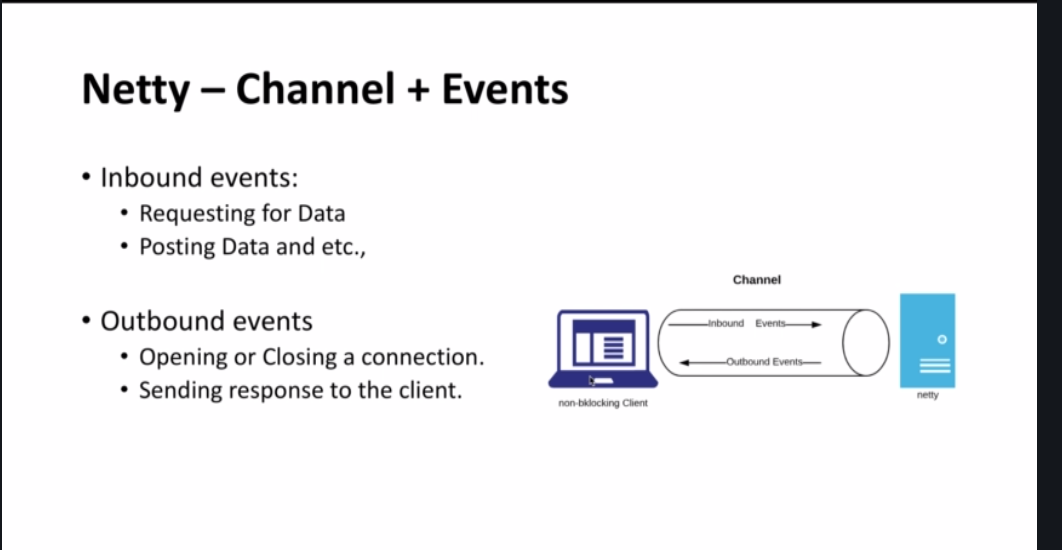 Netty – Channel + Events
• Inbound events:
• Requesting for Data
• Posting Data and etc.,
• Outbound events
• Opening or Closing a connection.
• Sending response to the client.
Channel
Inbound Events
Outbound Events
non-bklocking Client
netty